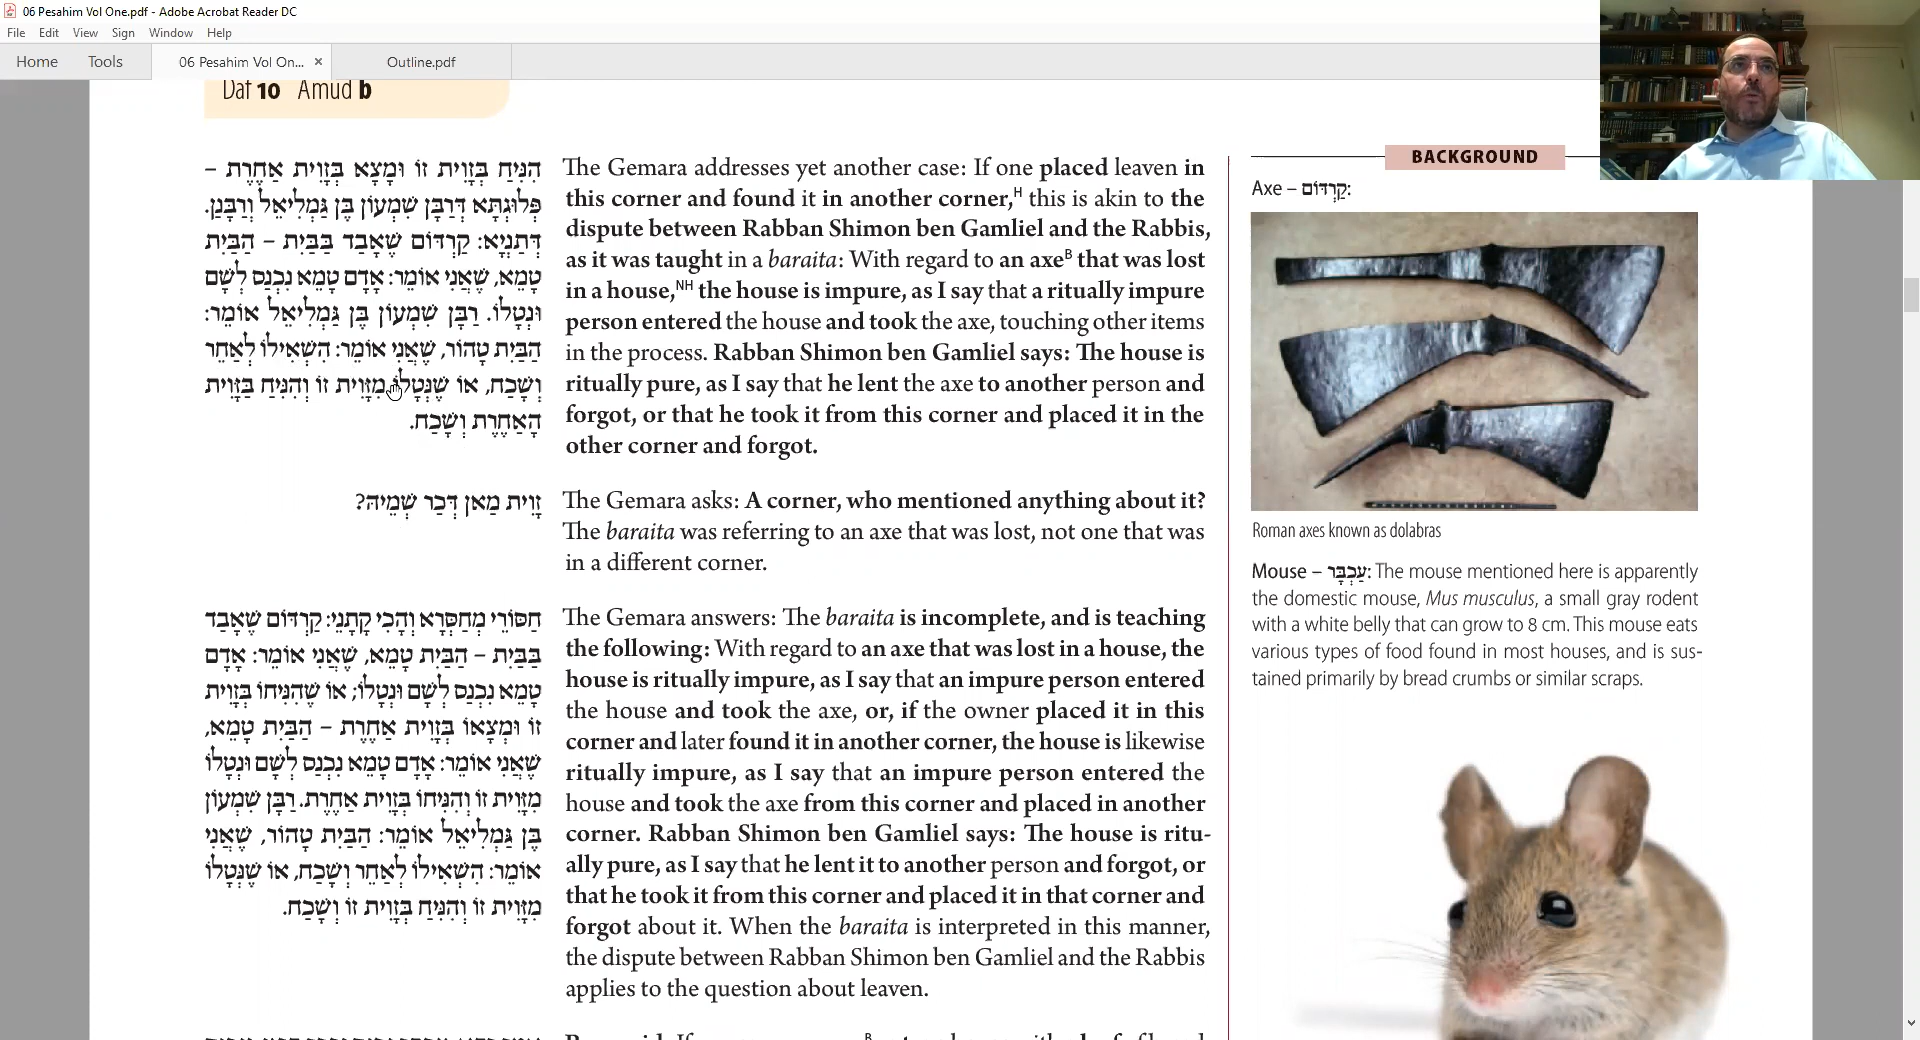 06 Pesahim Vol One.pdf - Adobe Acrobat Reader DC
File Edit View Sign Window Help
Home Tools 06 Pesahim Vol On... × Outline.pdf
Daf 10 Amud b
הִנִּיחַ בְּזָוִית זוֹ וּמָצָא בְּזָוִית אַחֶרֶת –
פְּלוּגְתָּא דְּרַבָּן שִׁמְעוֹן בֶּן גַּמְלִיאֵל וְרַבָּנַן.
דְּתַנְיָא: קַרְדּוֹם שֶׁאָבַד בַּבַּיִת – הַבַּיִת
טָמֵא, שֶׁאֲנִי אוֹמֵר: אָדָם טָמֵא נִכְנַס לְשָׁם
וּנְטָלוֹ. רַבָּן שִׁמְעוֹן בֶּן גַּמְלִיאֵל אוֹמֵר:
הַבַּיִת טָהוֹר, שֶׁאֲנִי אוֹמֵר: הִשְׁאִילוֹ לְאַחֵר
וְשָׁכַח, אוֹ שֶׁנְּטָלוֹ מִזָּוִית זוֹ וְהִנִּיחַ בַּזָּוִית
הָאַחֶרֶת וְשָׁכַח.
The Gemara addresses yet another case: If one placed leaven in
this corner and found it in another corner,H this is akin to the
dispute between Rabban Shimon ben Gamliel and the Rabbis,
as it was taught in a baraita: With regard to an axeB that was lost
in a house,NH the house is impure, as I say that a ritually impure
person entered the house and took the axe, touching other items
in the process. Rabban Shimon ben Gamliel says: The house is
ritually pure, as I say that he lent the axe to another person and
forgot, or that he took it from this corner and placed it in the
other corner and forgot.
זָוִית מַאן דְּכַר שְׁמֵיהּ?
The Gemara asks: A corner, who mentioned anything about it?
The baraita was referring to an axe that was lost, not one that was
in a different corner.
חַסּוֹרֵי מִחַסְּרָא וְהָכִי קָתָנֵי: קַרְדּוֹם שֶׁאָבַד
בַּבַּיִת – הַבַּיִת טָמֵא, שֶׁאֲנִי אוֹמֵר: אָדָם
טָמֵא נִכְנַס לְשָׁם וּנְטָלוֹ; אוֹ שֶׁהִנִּיחוֹ בְּזָוִית
זוֹ וּמְצָאוֹ בְּזָוִית אַחֶרֶת – הַבַּיִת טָמֵא,
שֶׁאֲנִי אוֹמֵר: אָדָם טָמֵא נִכְנַס לְשָׁם וּנְטָלוֹ
מִזָּוִית זוֹ וְהִנִּיחוֹ בְּזָוִית אַחֶרֶת. רַבָּן שִׁמְעוֹן
בֶּן גַּמְלִיאֵל אוֹמֵר: הַבַּיִת טָהוֹר, שֶׁאֲנִי
אוֹמֵר: הִשְׁאִילוֹ לְאַחֵר וְשָׁכַח, אוֹ שֶׁנְּטָלוֹ
מִזָּוִית זוֹ וְהִנִּיחַ בְּזָוִית זוֹ וְשָׁכַח.
The Gemara answers: The baraita is incomplete, and is teaching
the following: With regard to an axe that was lost in a house, the
house is ritually impure, as I say that an impure person entered
the house and took the axe, or, if the owner placed it in this
corner and later found it in another corner, the house is likewise
ritually impure, as I say that an impure person entered the
house and took the axe from this corner and placed in another
corner. Rabban Shimon ben Gamliel says: The house is ritu-
ally pure, as I say that he lent it to another person and forgot, or
that he took it from this corner and placed it in that corner and
forgot about it. When the baraita is interpreted in this manner,
the dispute between Rabban Shimon ben Gamliel and the Rabbis
applies to the question about leaven.
BACKGROUND
Axe – קַרְדּוֹם:
Roman axes known as dolabras
Mouse – עַכְבָּר: The mouse mentioned here is apparently
the domestic mouse, Mus musculus, a small gray rodent
with a white belly that can grow to 8 cm. This mouse eats
various types of food found in most houses, and is sus-
tained primarily by bread crumbs or similar scraps.